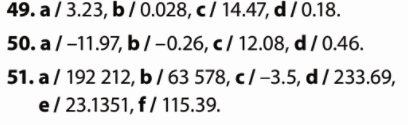 49. a / 3.23, b / 0.028, c / 14.47, d / 0.18.
50. a / –11.97, b / –0.26, c / 12.08, d / 0.46.
51. a / 192 212, b / 63 578, c / –3.5, d / 233.69,
e / 23.1351, f / 115.39.